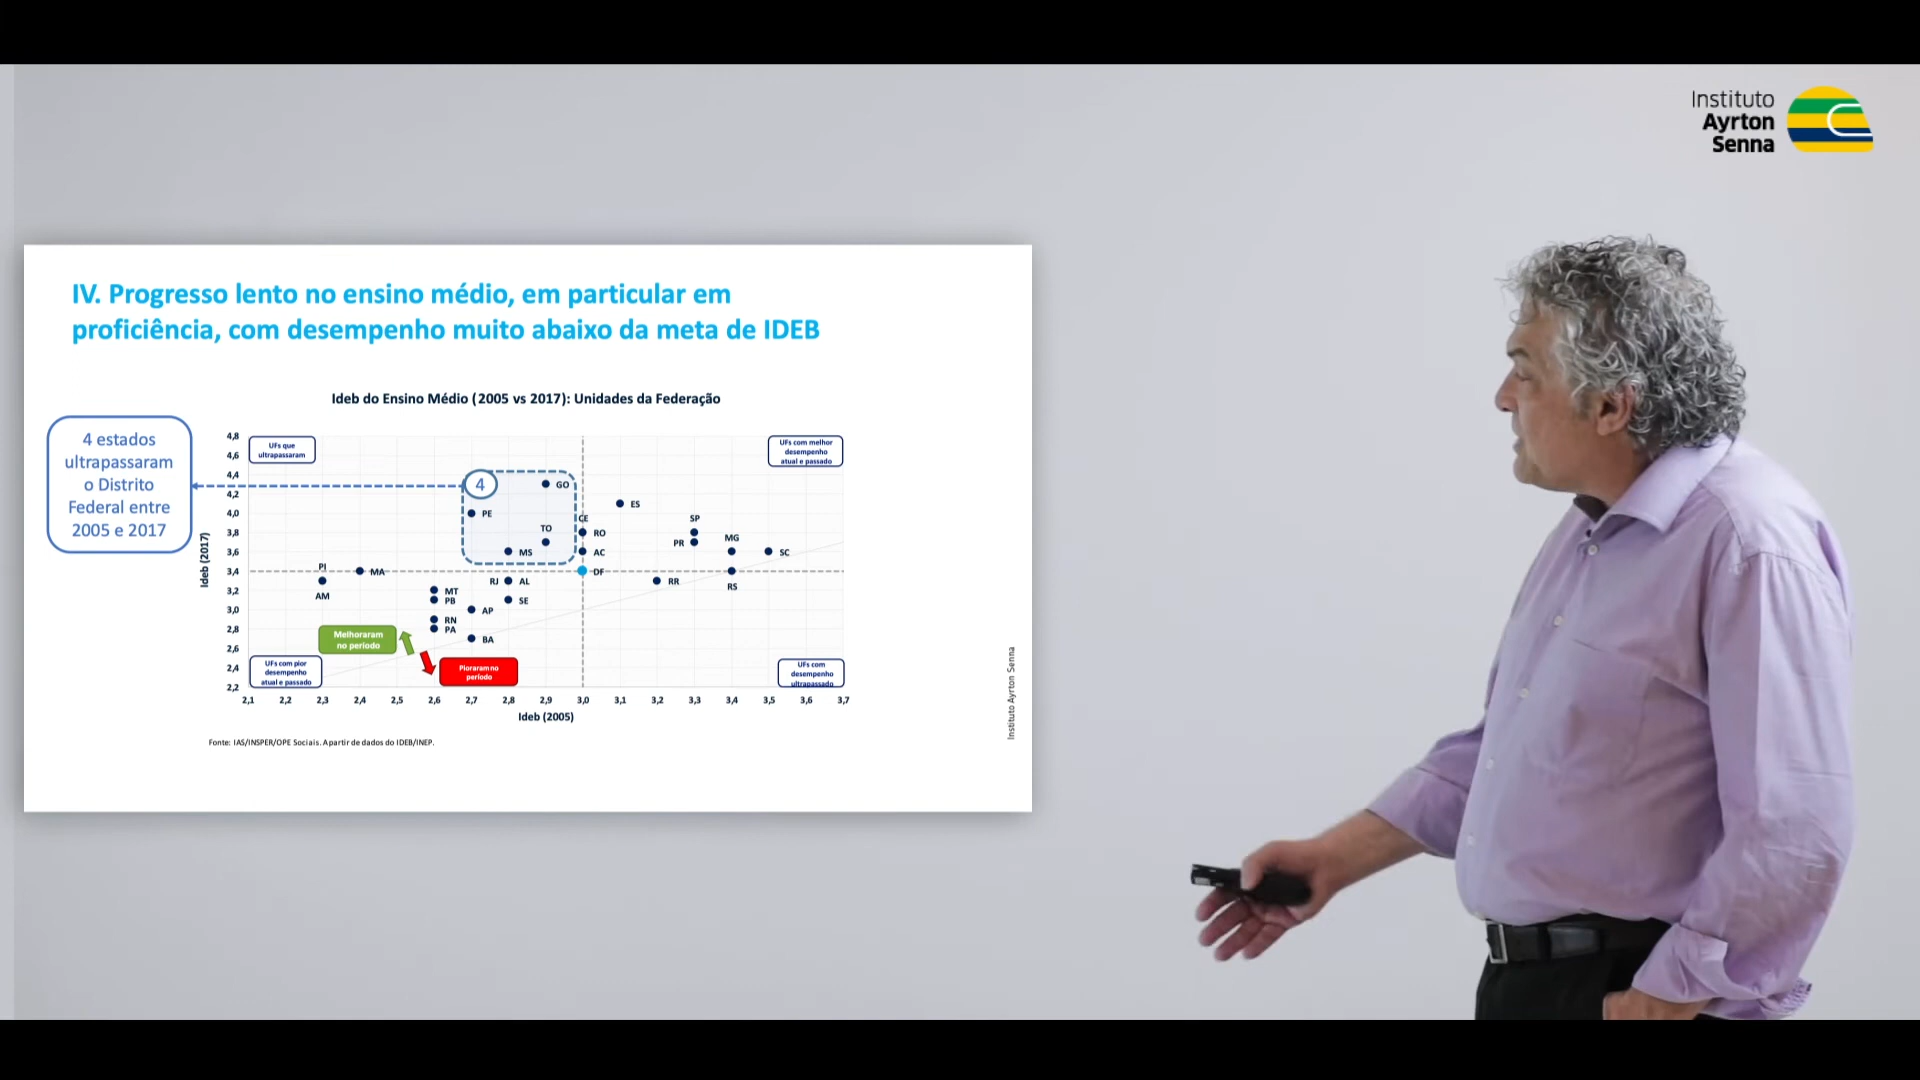 Instituto
Ayrton
Senna
IV. Progresso lento no ensino médio, em particular em
proficiência, com desempenho muito abaixo da meta de IDEB
Ideb do Ensino Médio (2005 vs 2017): Unidades da Federação
4 estados
ultrapassaram
o Distrito
Federal entre
2005 e 2017
Ideb (2017)
4,8
4,6
4,4
4,2
4,0
3,8
3,6
3,4
3,2
3,0
2,8
2,6
2,4
2,2
UFs que
ultrapassaram
UFs com melhor
desempenho
atual e passado
4
GO
PE
TO
MS
CE
RO
AC
DF
ES
SP
PR
MG
SC
RR
RS
PI
AM
MA
RJ
AL
SE
MT
PB
AP
RN
PA
BA
Melhoraram
no período
Pioraram no
período
UFs com pior
desempenho
atual e passado
UFs com
desempenho
ultrapassado
2,1 2,2 2,3 2,4 2,5 2,6 2,7 2,8 2,9 3,0 3,1 3,2 3,3 3,4 3,5 3,6 3,7
Ideb (2005)
Fonte: IAS/INSPER/OPE Sociais. Apartir de dados do IDEB/INEP.
Instituto Ayrton Senna